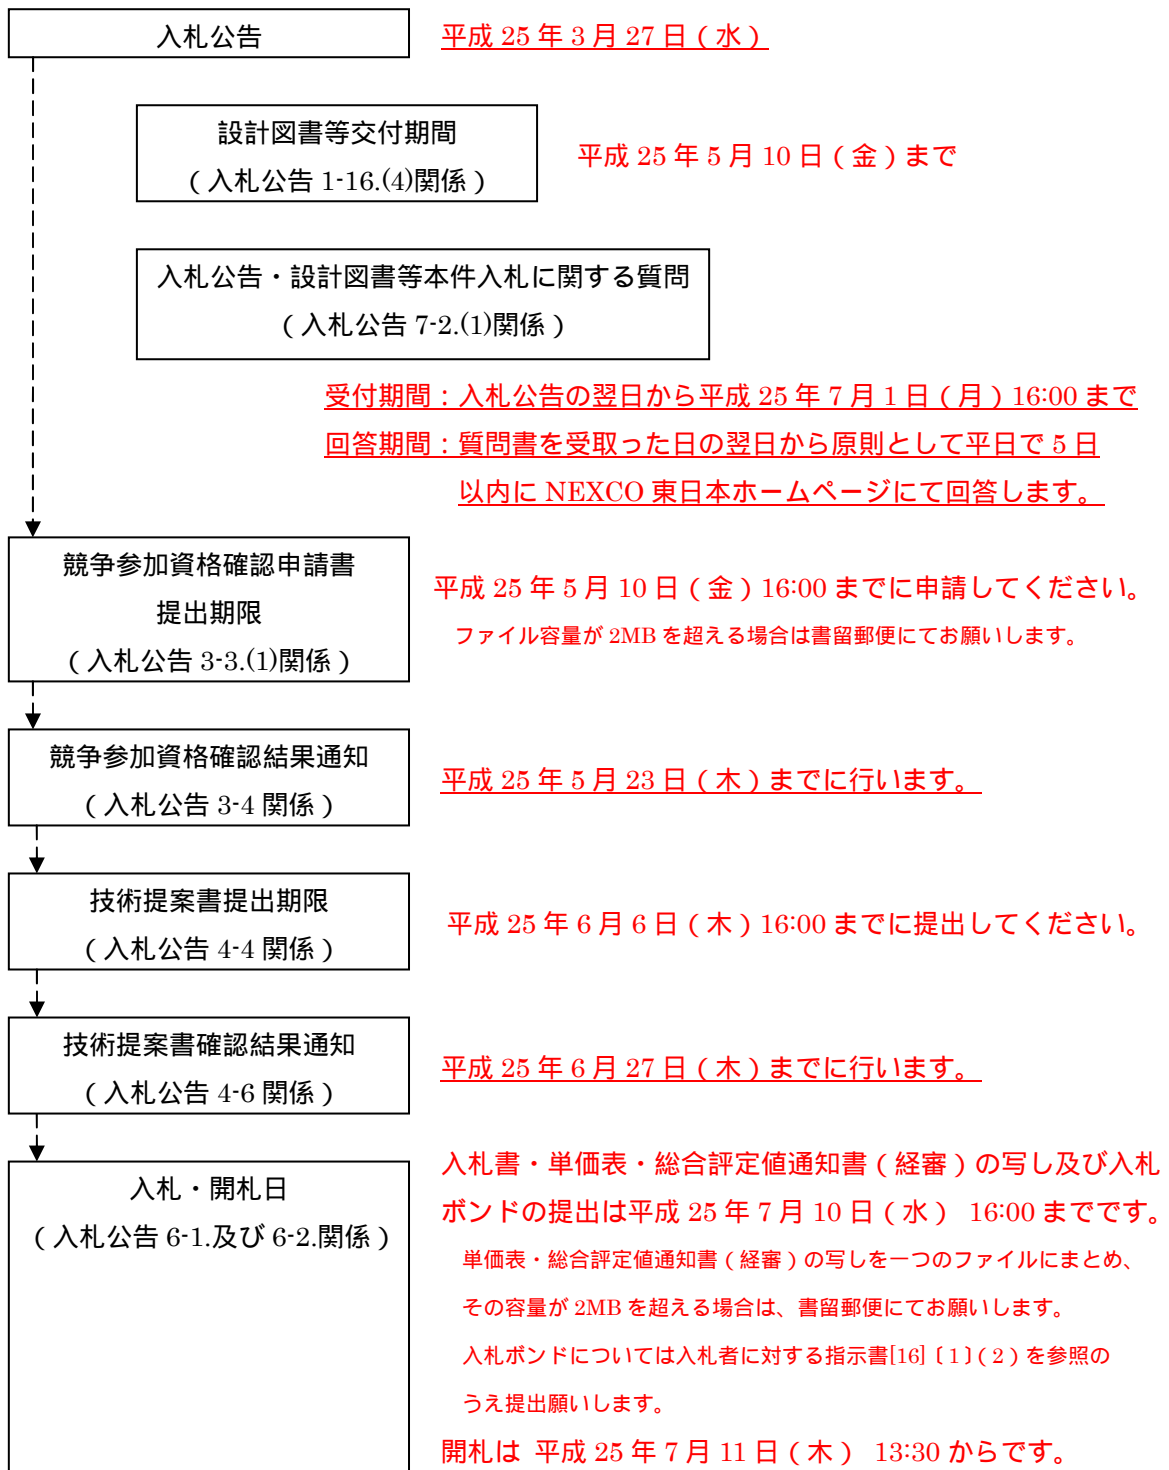 入札公告
平成 25 年 3 月 27 日（水）
設計図書等交付期間
（入札公告 1-16.(4)関係）
平成 25 年 5 月 10 日（金）まで
入札公告・設計図書等本件入札に関する質問
（入札公告 7-2.(1)関係）
受付期間：入札公告の翌日から平成 25 年 7 月 1 日（月）16:00 まで
回答期間：質問書を受取った日の翌日から原則として平日で 5 日
以内に NEXCO 東日本ホームページにて回答します。
競争参加資格確認申請書
提出期限
（入札公告 3-3.(1)関係）
平成 25 年 5 月 10 日（金）16:00 までに申請してください。
ファイル容量が 2MB を超える場合は書留郵便にてお願いします。
競争参加資格確認結果通知
（入札公告 3-4 関係）
平成 25 年 5 月 23 日（木）までに行います。
技術提案書提出期限
（入札公告 4-4 関係）
平成 25 年 6 月 6 日（木）16:00 までに提出してください。
技術提案書確認結果通知
（入札公告 4-6 関係）
平成 25 年 6 月 27 日（木）までに行います。
入札・開札日
（入札公告 6-1.及び 6-2.関係）
入札書・単価表・総合評定値通知書（経審）の写し及び入札
ボンドの提出は平成 25 年 7 月 10 日（水） 16:00 までです。
単価表・総合評定値通知書（経審）の写しを一つのファイルにまとめ、
その容量が 2MB を超える場合は、書留郵便にてお願いします。
入札ボンドについては入札者に対する指示書[16]〔1〕（2）を参照の
うえ提出願いします。
開札は 平成 25 年 7 月 11 日（木） 13:30 からです。